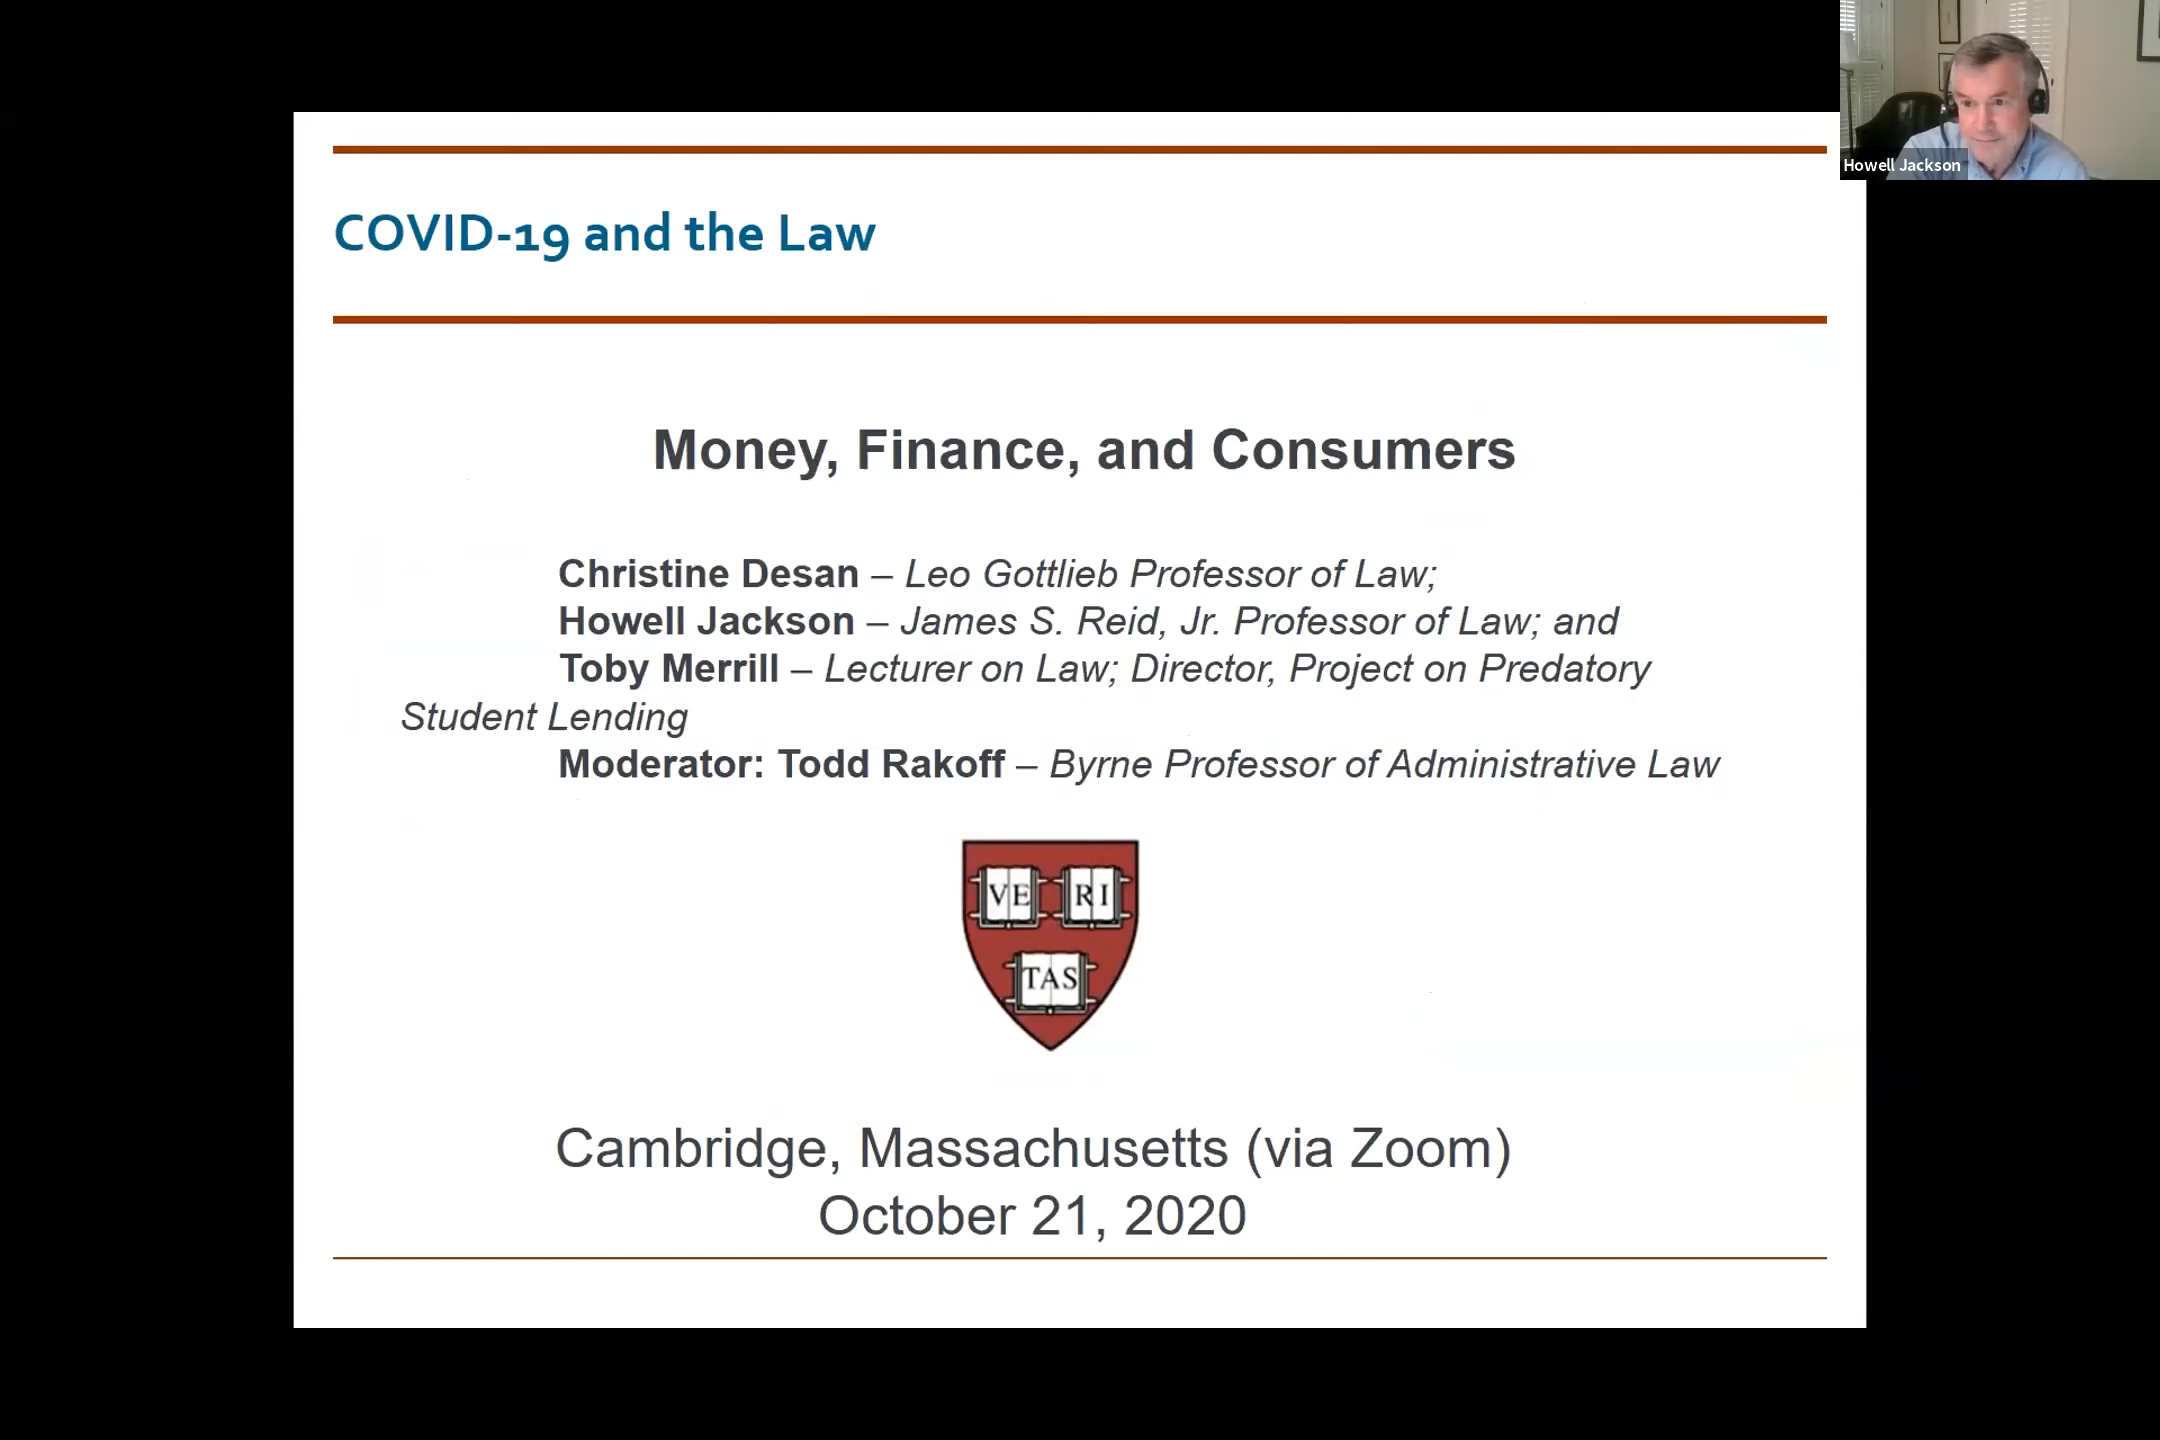 Howell Jackson
COVID-19 and the Law
Money, Finance, and Consumers
Christine Desan – Leo Gottlieb Professor of Law;
Howell Jackson – James S. Reid, Jr. Professor of Law; and
Toby Merrill – Lecturer on Law; Director, Project on Predatory
Student Lending
Moderator: Todd Rakoff – Byrne Professor of Administrative Law
VE RI
TAS
Cambridge, Massachusetts (via Zoom)
October 21, 2020